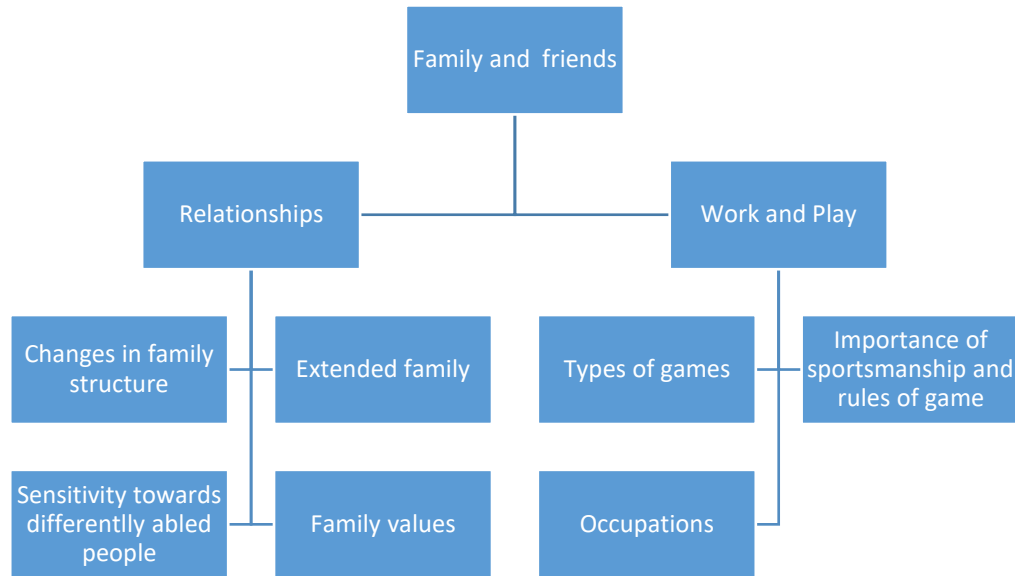 Family and friends
Relationships
Work and Play
Changes in family
structure
Extended family
Types of games
Importance of
sportsmanship and
rules of game
Sensitivity towards
differentlly abled
people
Family values
Occupations